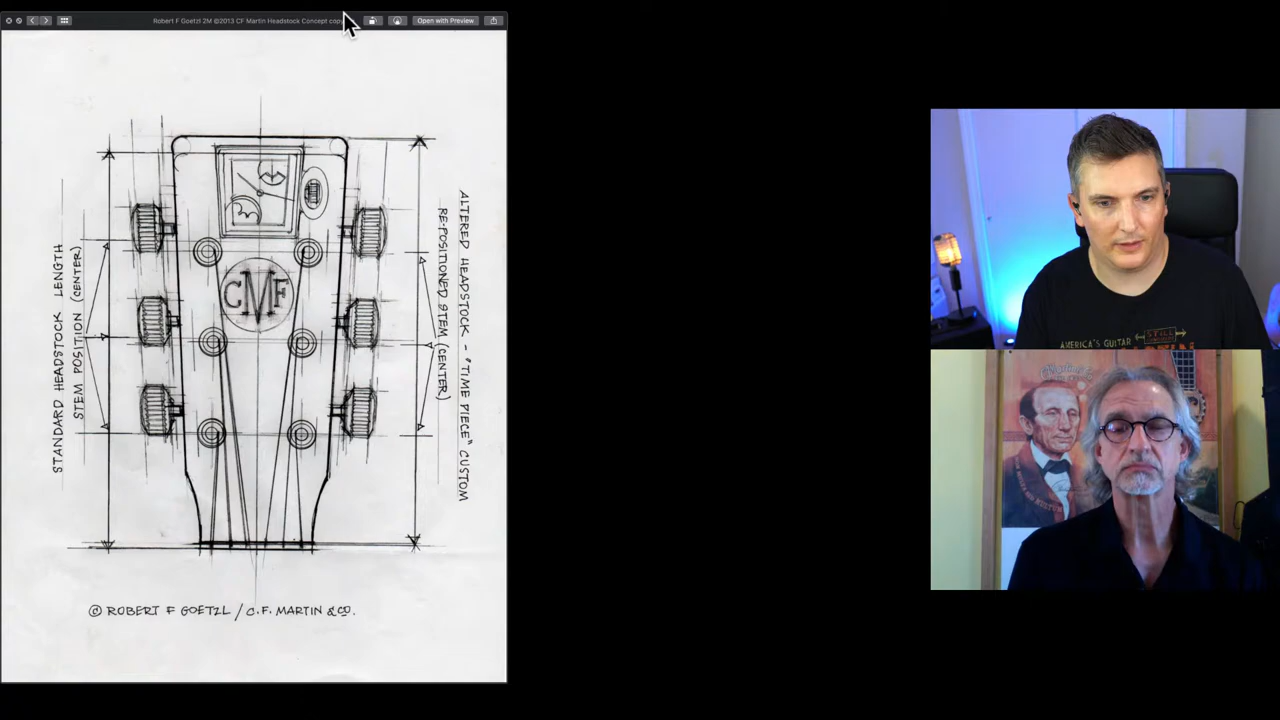 Robert F Goetzl 2M ©2013 CF Martin Headstock Concept copy
Open with Preview
STANDARD HEADSTOCK LENGTH
STEM POSITION (CENTER)
CMF
RE-POSITIONED STEM (CENTER)
ALTERED HEADSTOCK - "TIME PIECE" CUSTOM
© ROBERT F GOETZL / C.F. MARTIN & CO.
AMERICA'S GUITAR
STILL